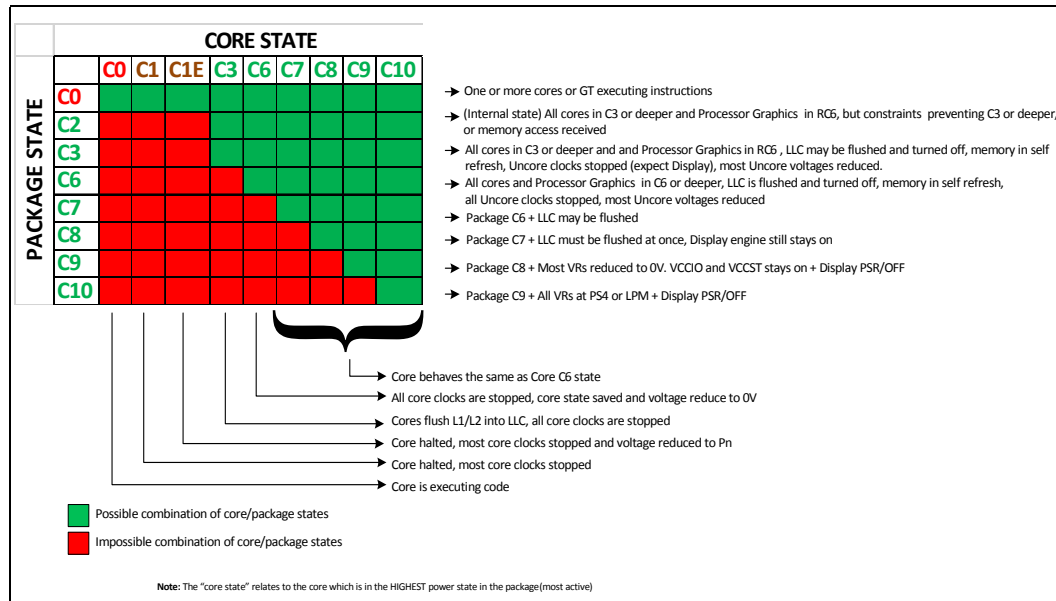 CORE STATE
C0 C1 C1E C3 C6 C7 C8 C9 C10
PACKAGE STATE
C0
C2
C3
C6
C7
C8
C9
C10
One or more cores or GT executing instructions
(Internal state) All cores in C3 or deeper and Processor Graphics in RC6, but constraints preventing C3 or deeper,
or memory access received
All cores in C3 or deeper and and Processor Graphics in RC6 , LLC may be flushed and turned off, memory in self
refresh, Uncore clocks stopped (expect Display), most Uncore voltages reduced.
All cores and Processor Graphics in C6 or deeper, LLC is flushed and turned off, memory in self refresh,
all Uncore clocks stopped, most Uncore voltages reduced
Package C6 + LLC may be flushed
Package C7 + LLC must be flushed at once, Display engine still stays on
Package C8 + Most VRs reduced to 0V. VCCIO and VCCST stays on + Display PSR/OFF
Package C9 + All VRs at PS4 or LPM + Display PSR/OFF
Core behaves the same as Core C6 state
All core clocks are stopped, core state saved and voltage reduce to 0V
Cores flush L1/L2 into LLC, all core clocks are stopped
Core halted, most core clocks stopped and voltage reduced to Pn
Core halted, most core clocks stopped
Core is executing code
Possible combination of core/package states
Impossible combination of core/package states
Note: The "core state" relates to the core which is in the HIGHEST power state in the package(most active)